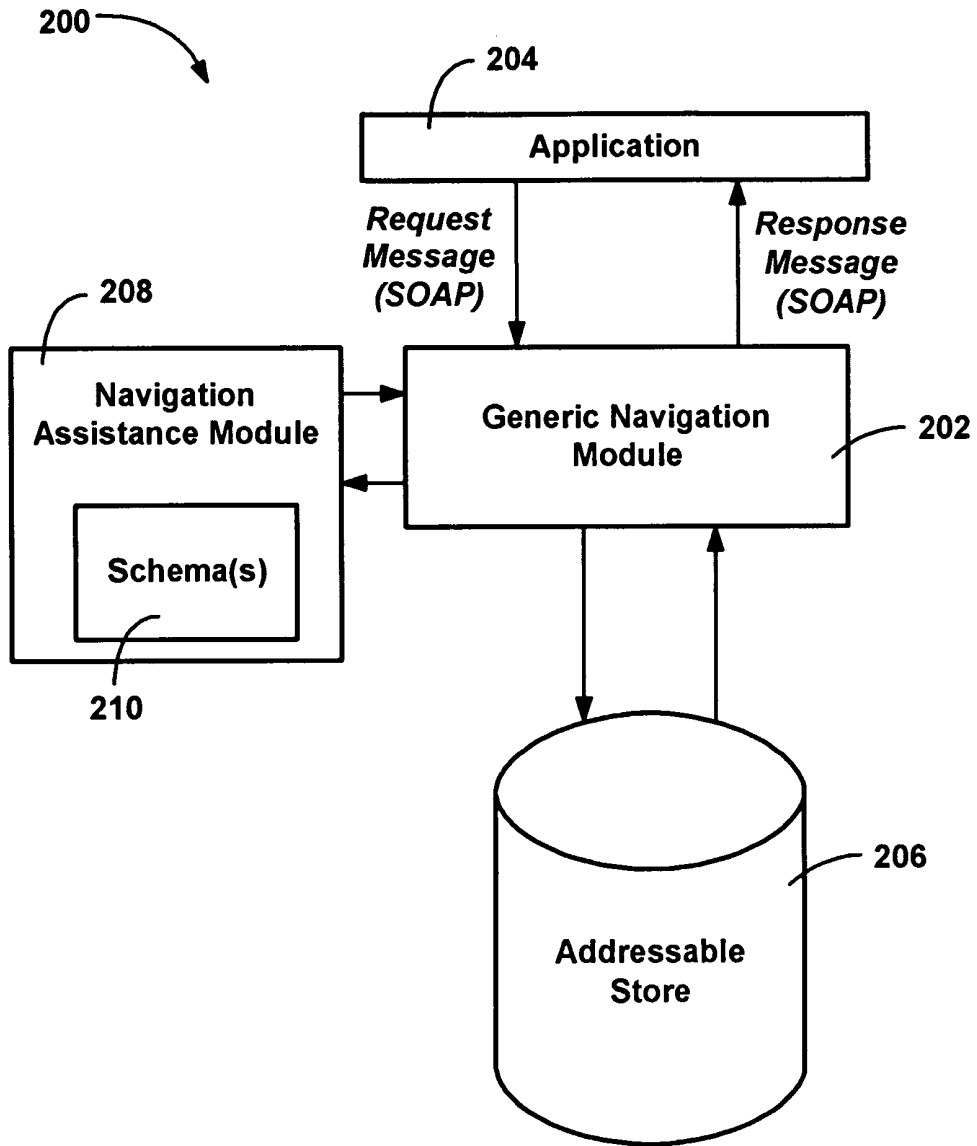 200
204
Application
Request
Message
(SOAP)
Response
Message
(SOAP)
208
Navigation
Assistance Module
Generic Navigation
Module
202
Schema(s)
210
206
Addressable
Store